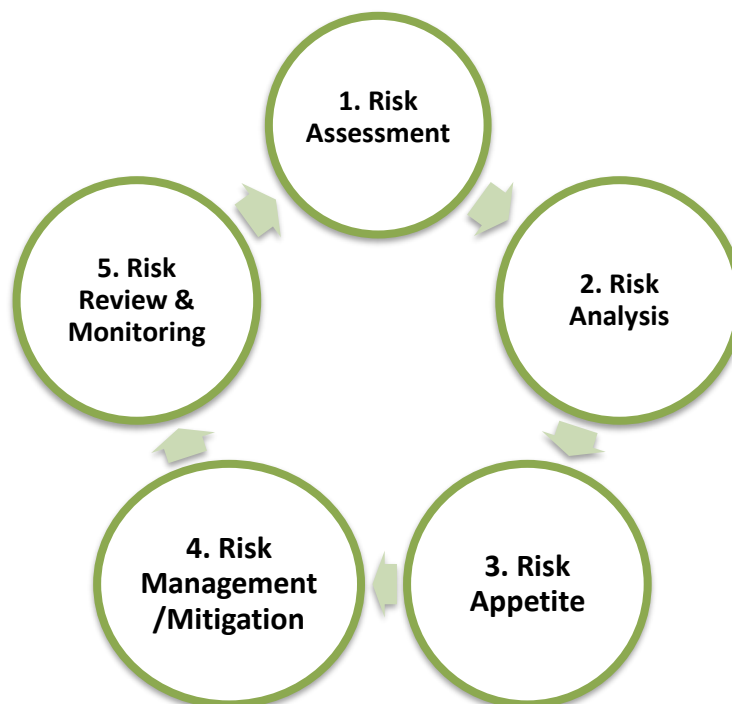 1. Risk
Assessment
2. Risk
Analysis
3. Risk
Appetite
4. Risk
Management
/Mitigation
5. Risk
Review &
Monitoring